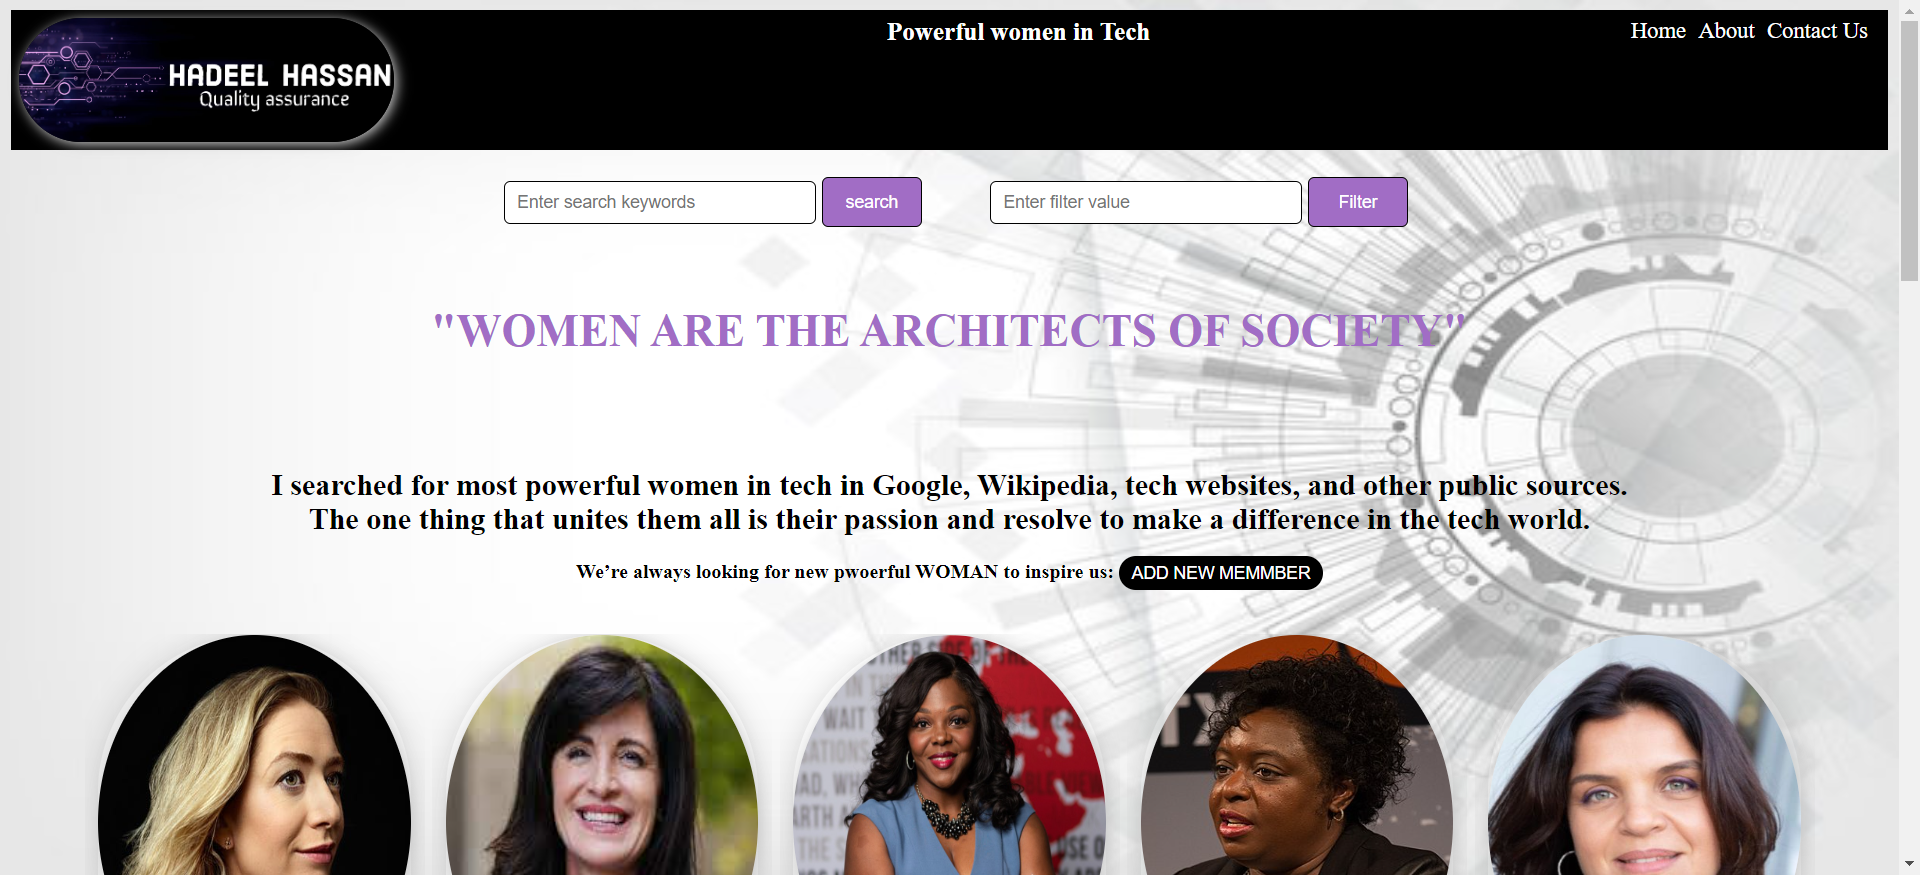 HADEEL HASSAN
Quality assurance
Powerful women in Tech
Home About Contact Us
Enter search keywords search Enter filter value Filter
"WOMEN ARE THE ARCHITECTS OF SOCIETY"
I searched for most powerful women in tech in Google, Wikipedia, tech websites, and other public sources.
The one thing that unites them all is their passion and resolve to make a difference in the tech world.
We’re always looking for new pwoerful WOMAN to inspire us: ADD NEW MEMMBER